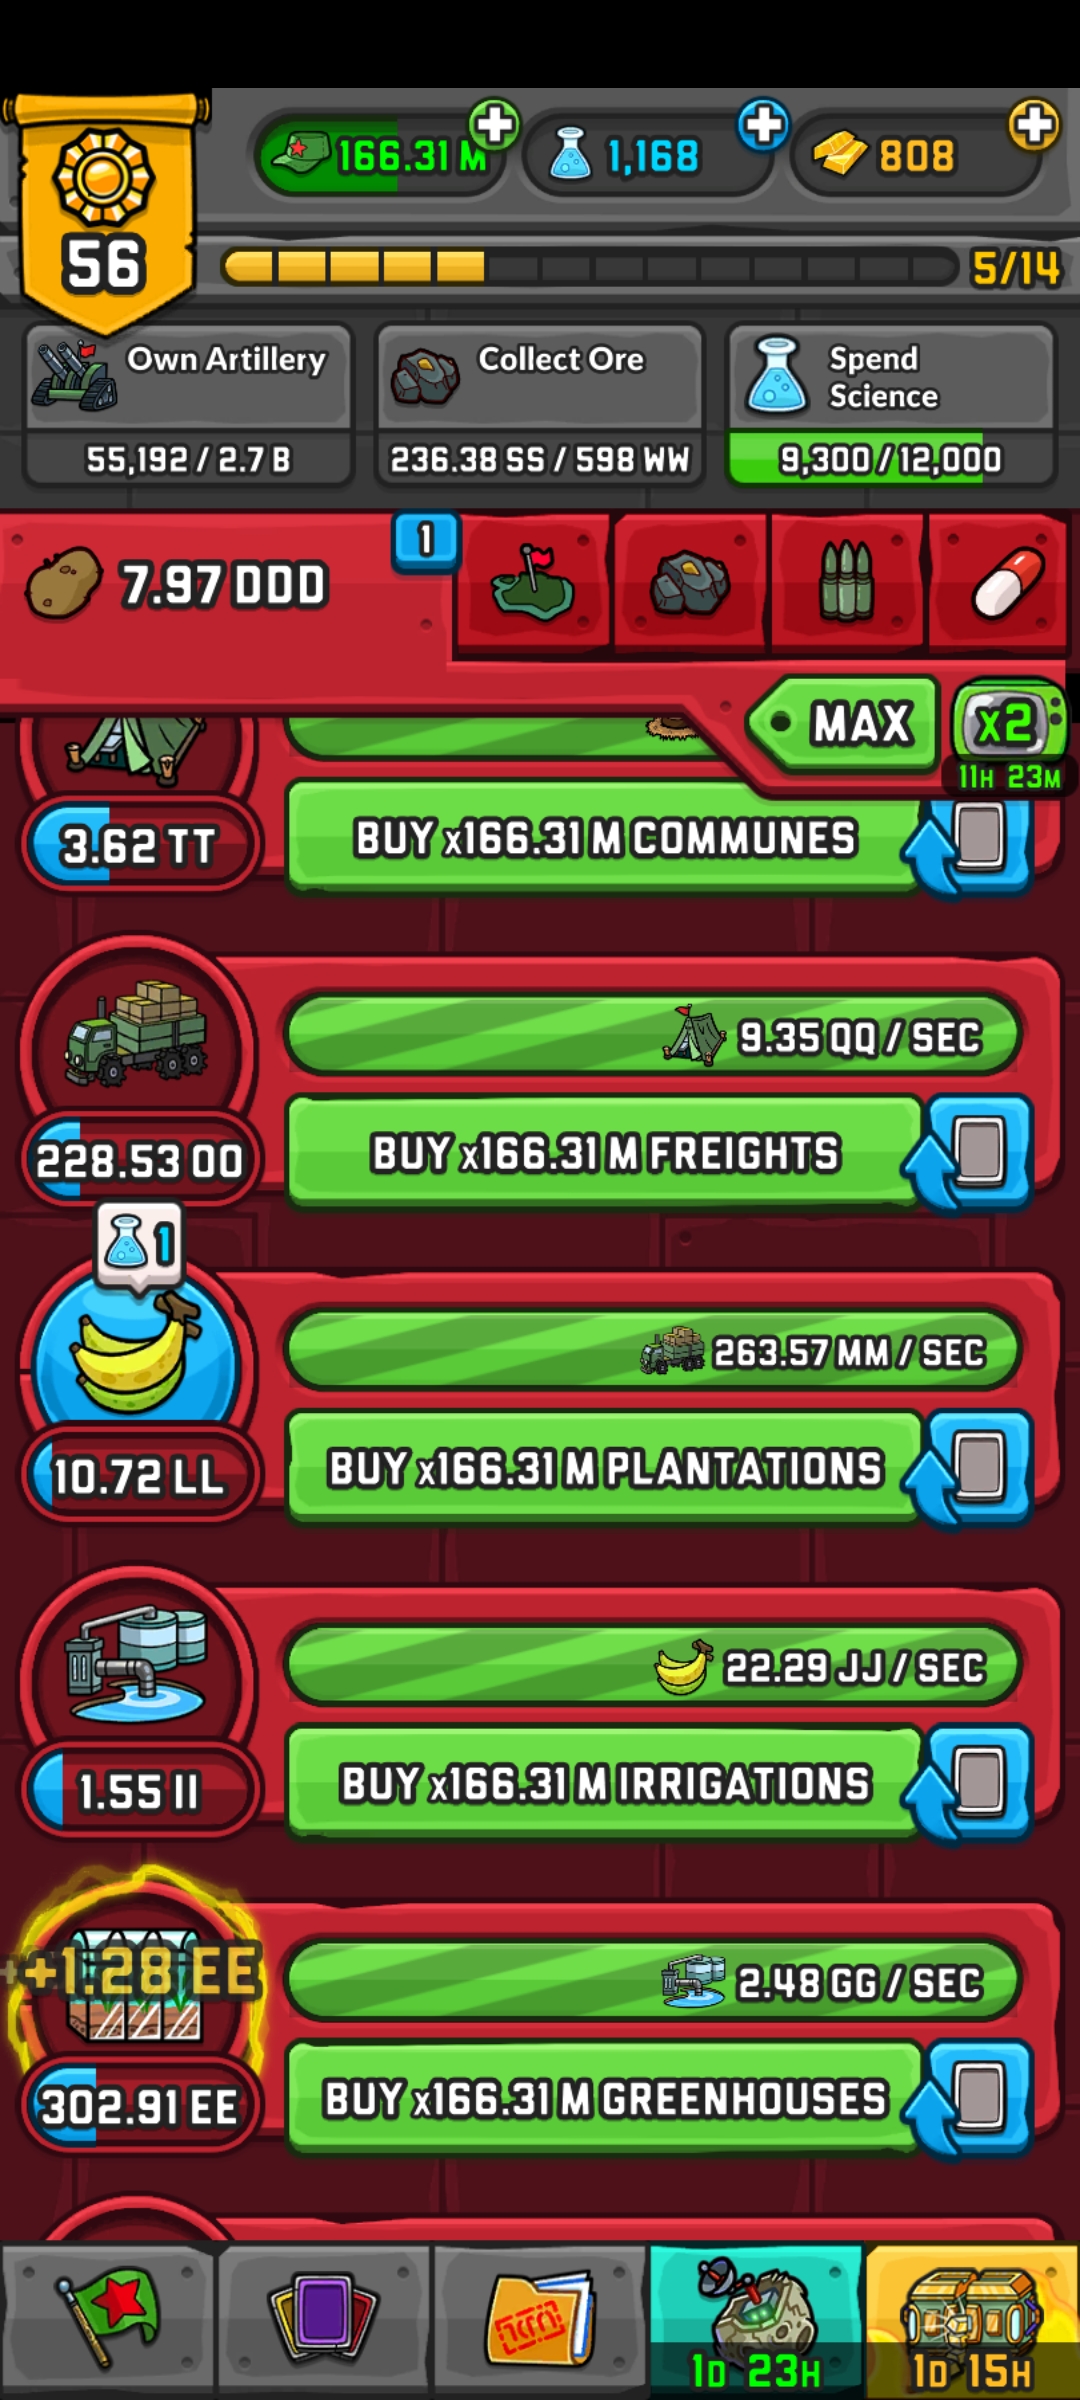 166.31 M
1,168
808
56
5/14
Own Artillery
55,192 / 2.7 B
Collect Ore
236.38 SS / 598 WW
Spend
Science
9,300 / 12,000
7.97 DDD
1
MAX
X2
11H 23M
3.62 TT
BUY x166.31 M COMMUNES
9.35 QQ / SEC
228.53 OO
BUY x166.31 M FREIGHTS
1
263.57 MM / SEC
10.72 LL
BUY x166.31 M PLANTATIONS
22.29 JJ / SEC
1.55 II
BUY x166.31 M IRRIGATIONS
+1.28 EE
2.48 GG / SEC
302.91 EE
BUY x166.31 M GREENHOUSES
1D 23H
1D 15H